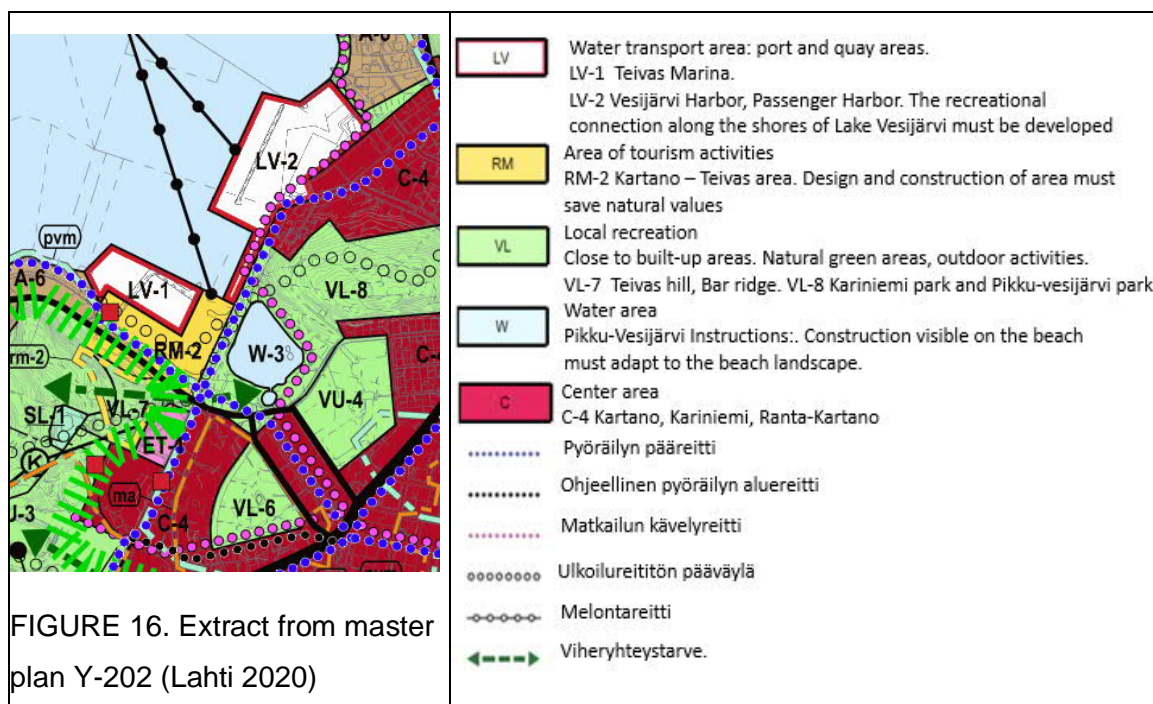 A-6
LV-2
C-4
pvm
A-6
LV-1
VL-8
RM-2
rm-2
W-3
C-4
VL-7
VU-4
SL-1
ET-1
K
ma
VL-6
J-3
C-4
FIGURE 16. Extract from master
plan Y-202 (Lahti 2020)
LV
Water transport area: port and quay areas.
LV-1 Teivas Marina.
LV-2 Vesijärvi Harbor, Passenger Harbor. The recreational
connection along the shores of Lake Vesijärvi must be developed
RM
Area of tourism activities
RM-2 Kartano – Teivas area. Design and construction of area must
save natural values
VL
Local recreation
Close to built-up areas. Natural green areas, outdoor activities.
VL-7 Teivas hill, Bar ridge. VL-8 Kariniemi park and Pikku-vesijärvi park
W
Water area
Pikku-Vesijärvi Instructions:. Construction visible on the beach
must adapt to the beach landscape.
C
Center area
C-4 Kartano, Kariniemi, Ranta-Kartano
Pyöräilyn pääreitti
Ohjeellinen pyöräilyn aluereitti
Matkailun kävelyreitti
Ulkoilureititön pääväylä
Melontareitti
Viheryhteystarve.